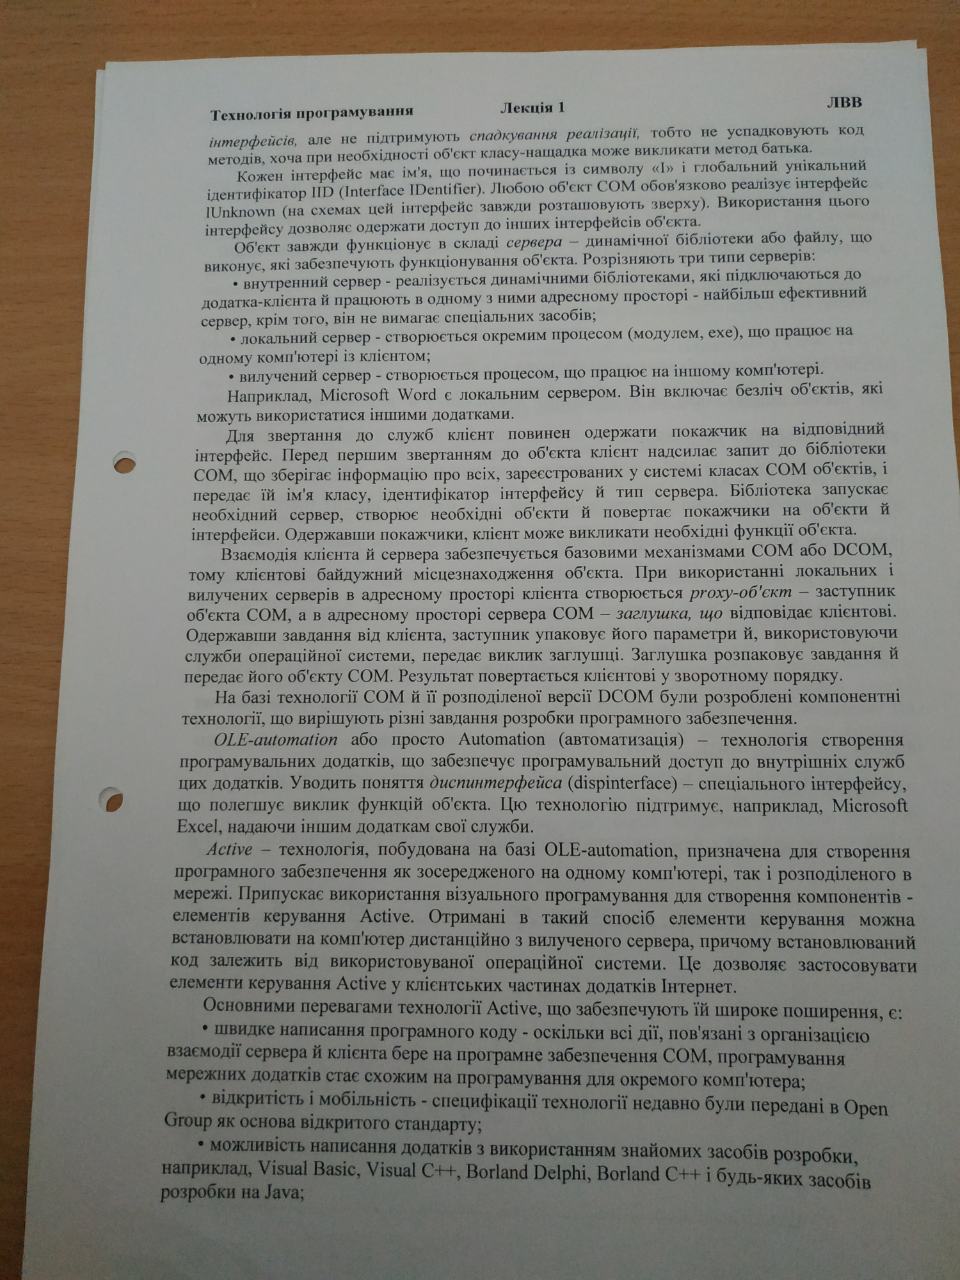 Технологія програмування Лекція 1 ЛВВ
інтерфейсів, але не підтримують спадкування реалізації, тобто не успадковують код
методів, хоча при необхідності об'єкт класу-нащадка може викликати метод батька.
Кожен інтерфейс має ім'я, що починається із символу «I» і глобальний унікальний
ідентифікатор IID (Interface IDentifier). Любою об'єкт COM обов'язково реалізує інтерфейс
IUnknown (на схемах цей інтерфейс завжди розташовують зверху). Використання цього
інтерфейсу дозволяє одержати доступ до інших інтерфейсів об'єкта.
Об'єкт завжди функціонує в складі сервера – динамічної бібліотеки або файлу, що
виконує, які забезпечують функціонування об'єкта. Розрізняють три типи серверів:
• внутренний сервер - реалізується динамічними бібліотеками, які підключаються до
додатка-клієнта й працюють в одному з ними адресному просторі - найбільш ефективний
сервер, крім того, він не вимагає спеціальних засобів;
• локальний сервер - створюється окремим процесом (модулем, exe), що працює на
одному комп'ютері із клієнтом;
• вилучений сервер - створюється процесом, що працює на іншому комп'ютері.
Наприклад, Microsoft Word є локальним сервером. Він включає безліч об'єктів, які
можуть використатися іншими додатками.
Для звертання до служб клієнт повинен одержати покажчик на відповідний
інтерфейс. Перед першим звертанням до об'єкта клієнт надсилає запит до бібліотеки
COM, що зберігає інформацію про всіх, зареєстрованих у системі класах COM об'єктів, і
передає їй ім'я класу, ідентифікатор інтерфейсу й тип сервера. Бібліотека запускає
необхідний сервер, створює необхідні об'єкти й повертає покажчики на об'єкти й
інтерфейси. Одержавши покажчики, клієнт може викликати необхідні функції об'єкта.
Взаємодія клієнта й сервера забезпечується базовими механізмами COM або DCOM,
тому клієнтові байдужний місцезнаходження об'єкта. При використанні локальних і
вилучених серверів в адресному просторі клієнта створюється proxy-об'єкт – заступник
об'єкта COM, а в адресному просторі сервера COM – заглушка, що відповідає клієнтові.
Одержавши завдання від клієнта, заступник упаковує його параметри й, використовуючи
служби операційної системи, передає виклик заглушці. Заглушка розпаковує завдання й
передає його об'єкту COM. Результат повертається клієнтові у зворотному порядку.
На базі технології COM й її розподіленої версії DCOM були розроблені компонентні
технології, що вирішують різні завдання розробки програмного забезпечення.
OLE-automation або просто Automation (автоматизація) – технологія створення
програмувальних додатків, що забезпечує програмувальний доступ до внутрішніх служб
цих додатків. Уводить поняття диспинтерфейса (dispinterface) – спеціального інтерфейсу,
що полегшує виклик функцій об'єкта. Цю технологію підтримує, наприклад, Microsoft
Excel, надаючи іншим додаткам свої служби.
Active – технологія, побудована на базі OLE-automation, призначена для створення
програмного забезпечення як зосередженого на одному комп'ютері, так і розподіленого в
мережі. Припускає використання візуального програмування для створення компонентів -
елементів керування Active. Отримані в такий спосіб елементи керування можна
встановлювати на комп'ютер дистанційно з вилученого сервера, причому встановлюваний
код залежить від використовуваної операційної системи. Це дозволяє застосовувати
елементи керування Active у клієнтських частинах додатків Інтернет.
Основними перевагами технології Active, що забезпечують їй широке поширення, є:
• швидке написання програмного коду - оскільки всі дії, пов'язані з організацією
взаємодії сервера й клієнта бере на програмне забезпечення COM, програмування
мережних додатків стає схожим на програмування для окремого комп'ютера;
• відкритість і мобільність - специфікації технології недавно були передані в Open
Group як основа відкритого стандарту;
• можливість написання додатків з використанням знайомих засобів розробки,
наприклад, Visual Basic, Visual C++, Borland Delphi, Borland C++ і будь-яких засобів
розробки на Java;